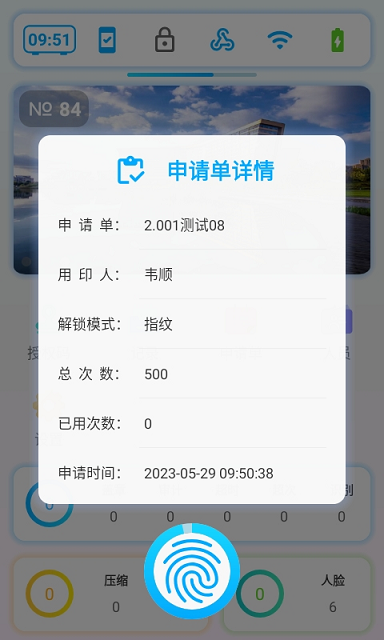 09:51
№ 84
申请单详情
申 请 单： 2.001测试08
用 印 人： 韦顺
解锁模式： 指纹
总 次 数： 500
已用次数： 0
申请时间： 2023-05-29 09:50:38
0 0 0 0 0 0
压缩 人脸
0 0 0 6